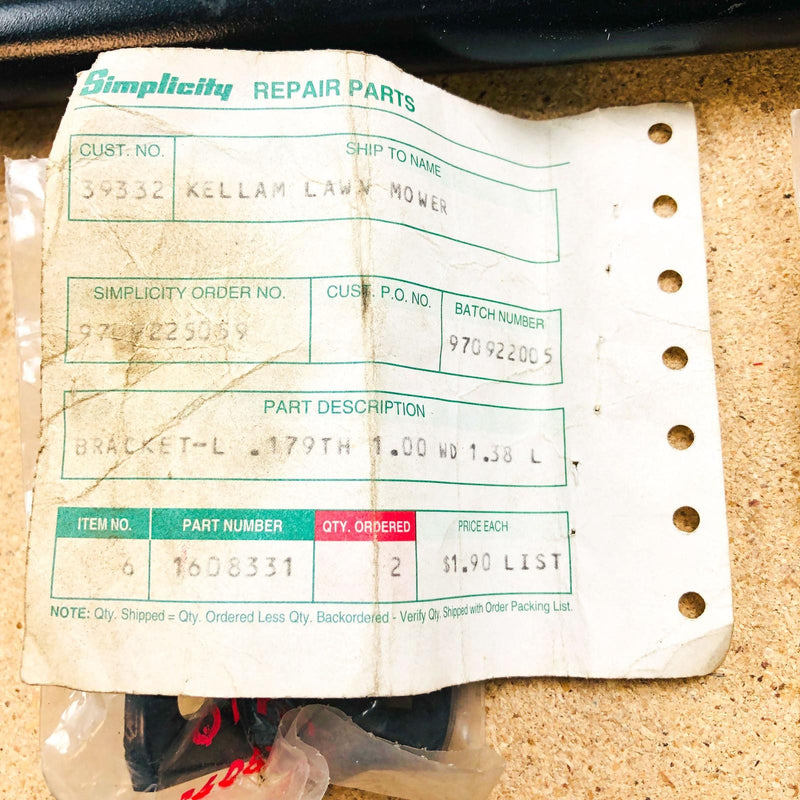 Simplicity REPAIR PARTS
CUST. NO. SHIP TO NAME
39332 KELLAM LAWN MOWER
SIMPLICITY ORDER NO. CUST. P.O. NO. BATCH NUMBER
970922005
PART DESCRIPTION
BRACKET-L .179TH 1.00 WD 1.38 L
ITEM NO. PART NUMBER QTY. ORDERED PRICE EACH
6 1608331 2 $1.90 LIST
NOTE: Qty. Shipped = Qty. Ordered Less Qty. Backordered - Verify Qty. Shipped with Order Packing List.